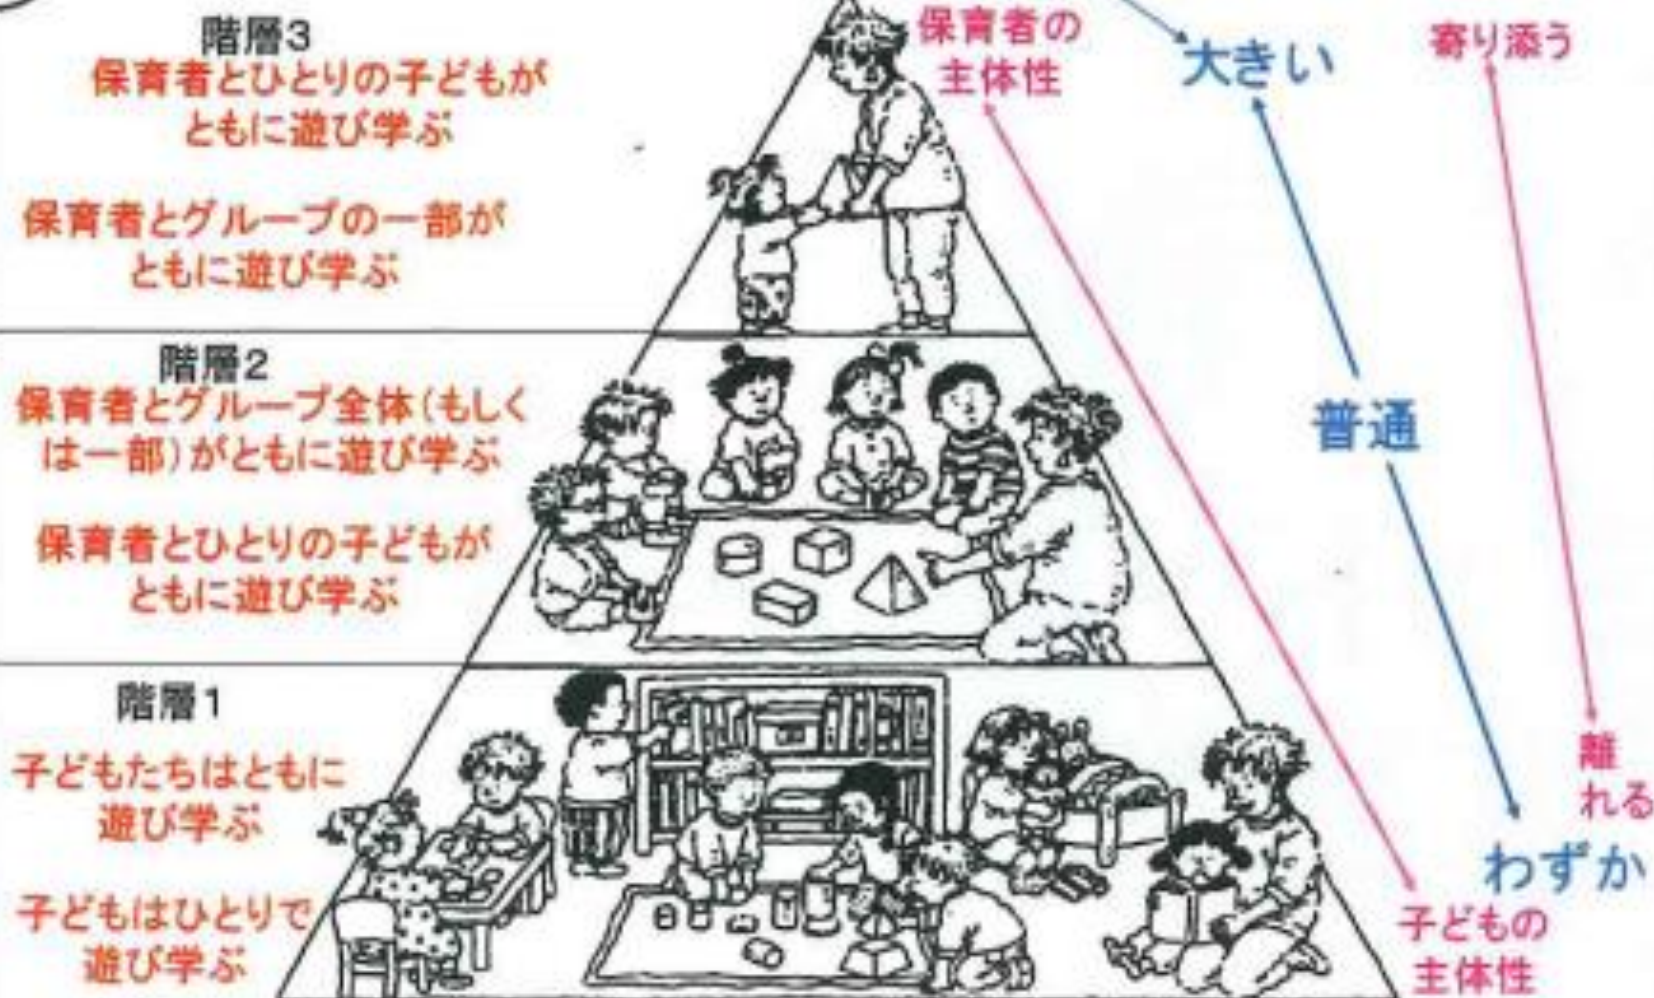 階層3
保育者とひとりの子どもが
ともに遊び学ぶ
保育者とグループの一部が
ともに遊び学ぶ
階層2
保育者とグループ全体(もしく
は一部)がともに遊び学ぶ
保育者とひとりの子どもが
ともに遊び学ぶ
階層1
子どもたちはともに
遊び学ぶ
子どもはひとりで
遊び学ぶ
保育者の
主体性
子どもの
主体性
大きい
普通
わずか
寄り添う
離
れる